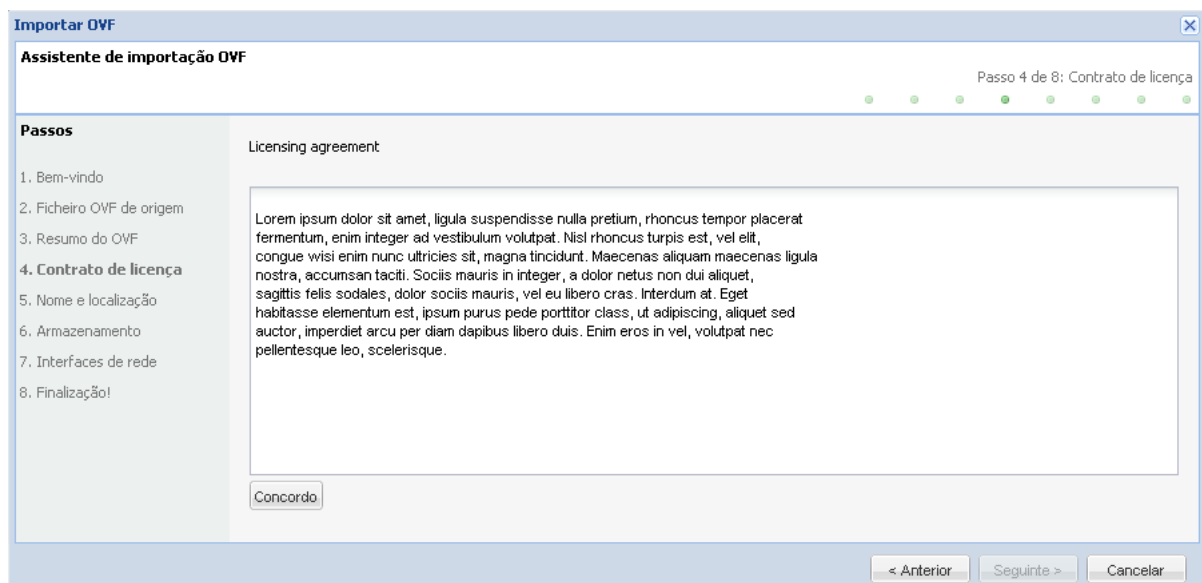 Importar OVF
Assistente de importação OVF
Passo 4 de 8: Contrato de licença
Passos
1. Bem-vindo
2. Ficheiro OVF de origem
3. Resumo do OVF
4. Contrato de licença
5. Nome e localização
6. Armazenamento
7. Interfaces de rede
8. Finalização!
Licensing agreement
Lorem ipsum dolor sit amet, ligula suspendisse nulla pretium, rhoncus tempor placerat
fermentum, enim integer ad vestibulum volutpat. Nisl rhoncus turpis est, vel elit,
congue wisi enim nunc ultricies sit, magna tincidunt. Maecenas aliquam maecenas ligula
nostra, accumsan taciti. Sociis mauris in integer, a dolor netus non dui aliquet,
sagittis felis sodales, dolor sociis mauris, vel eu libero cras. Interdum at. Eget
habitasse elementum est, ipsum purus pede porttitor class, ut adipiscing, aliquet sed
auctor, imperdiet arcu per diam dapibus libero duis. Enim eros in vel, volutpat nec
pellentesque leo, scelerisque.
Concordo
< Anterior
Seguinte >
Cancelar